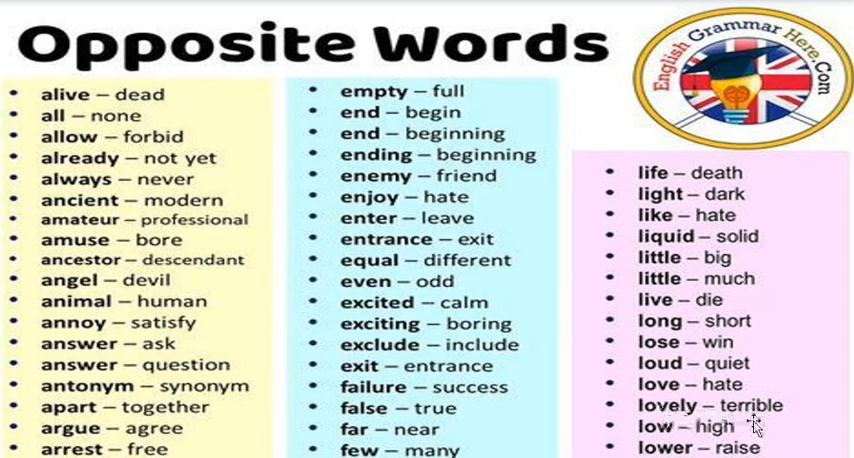 Opposite Words
English Grammar Here.Com
alive – dead
all – none
allow – forbid
already – not yet
always – never
ancient – modern
amateur – professional
amuse – bore
ancestor – descendant
angel – devil
animal – human
annoy – satisfy
answer – ask
answer – question
antonym – synonym
apart – together
argue – agree
arrest – free
empty – full
end – begin
end – beginning
ending – beginning
enemy – friend
enjoy – hate
enter – leave
entrance – exit
equal – different
even – odd
excited – calm
exciting – boring
exclude – include
exit – entrance
failure – success
false – true
far – near
few – many
life – death
light – dark
like – hate
liquid – solid
little – big
little – much
live – die
long – short
lose – win
loud – quiet
love – hate
lovely – terrible
low – high
lower – raise